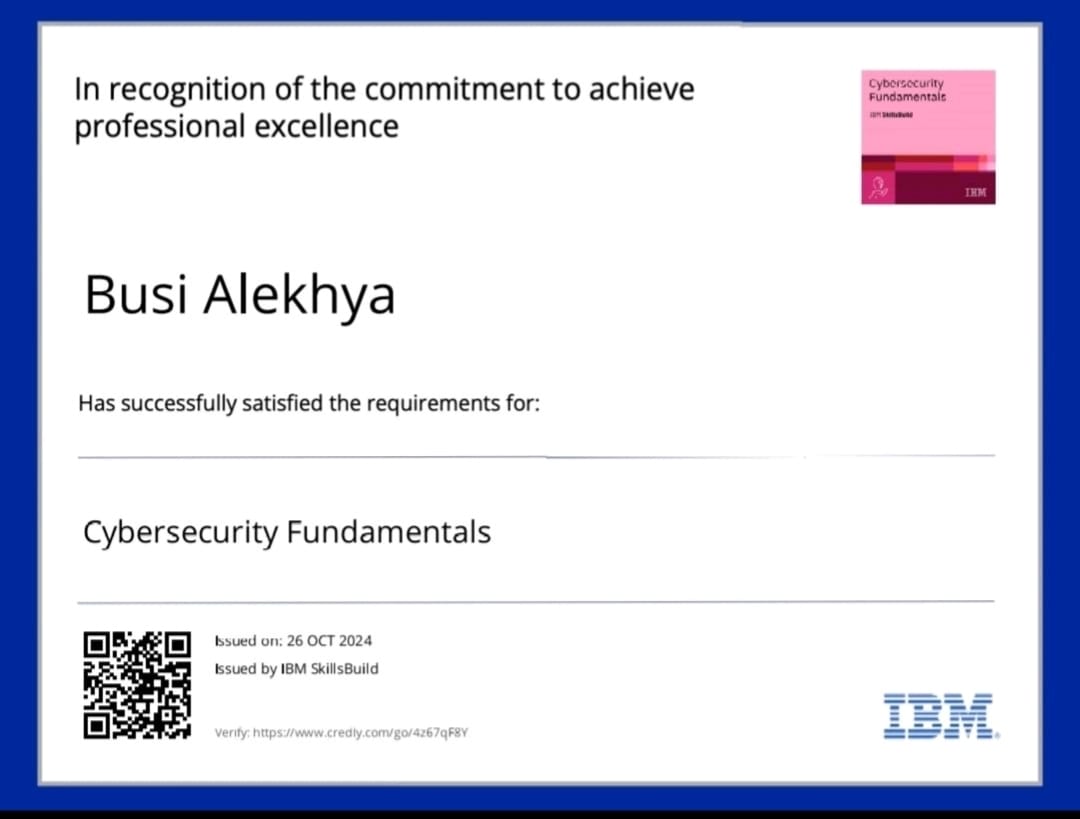 In recognition of the commitment to achieve
professional excellence
Cybersecurity
Fundamentals
IBM SkillsBuild
IBM
Busi Alekhya
Has successfully satisfied the requirements for:
Cybersecurity Fundamentals
Issued on: 26 OCT 2024
Issued by IBM SkillsBuild
Verify: https://www.credly.com/go/4z67qF8Y
IBM®